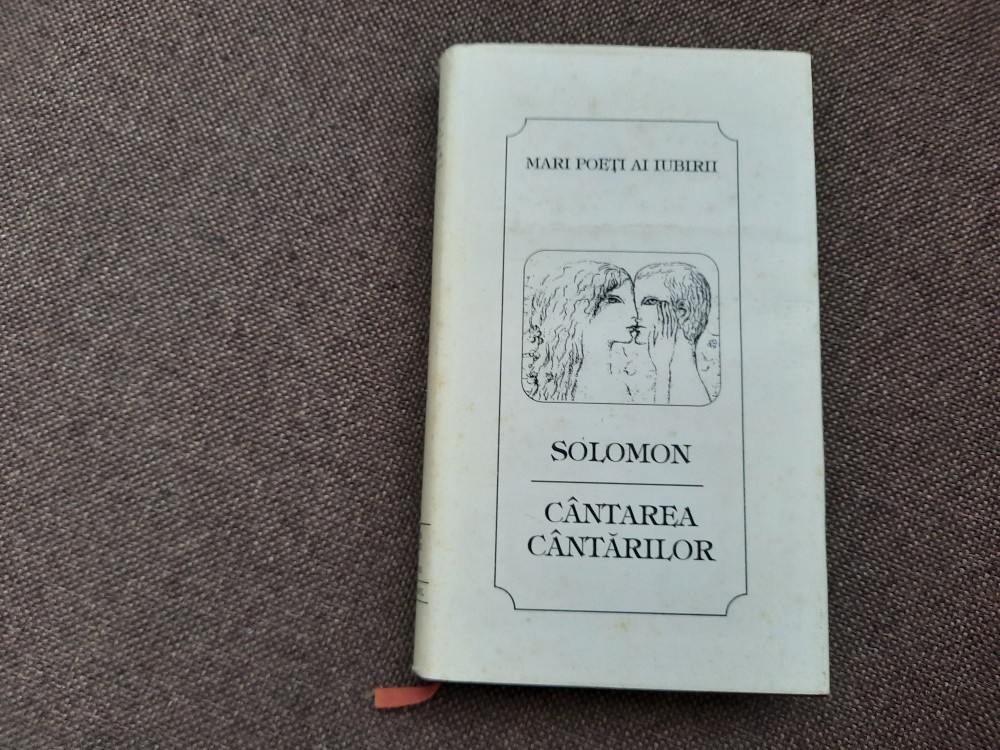 MARI POEȚI AI IUBIRII
SOLOMON
CÂNTAREA
CÂNTĂRILOR